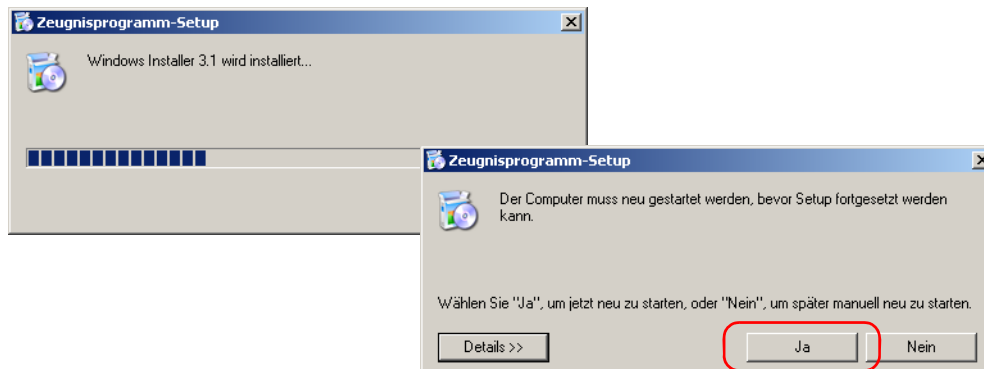 Zeugnisprogramm-Setup
Windows Installer 3.1 wird installiert...
Zeugnisprogramm-Setup
Der Computer muss neu gestartet werden, bevor Setup fortgesetzt werden
kann.
Wählen Sie "Ja", um jetzt neu zu starten, oder "Nein", um später manuell neu zu starten.
Details >> Ja Nein